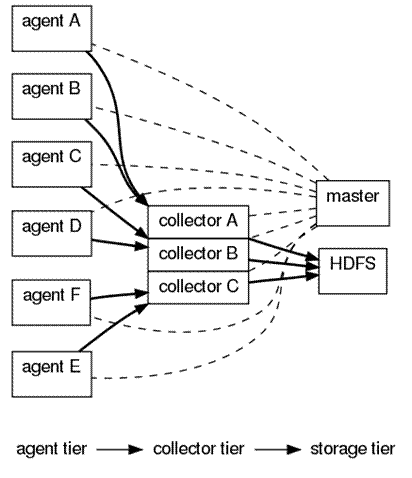 agent A
agent B
agent C
agent D
agent F
agent E
collector A
collector B
collector C
master
HDFS
agent tier collector tier storage tier